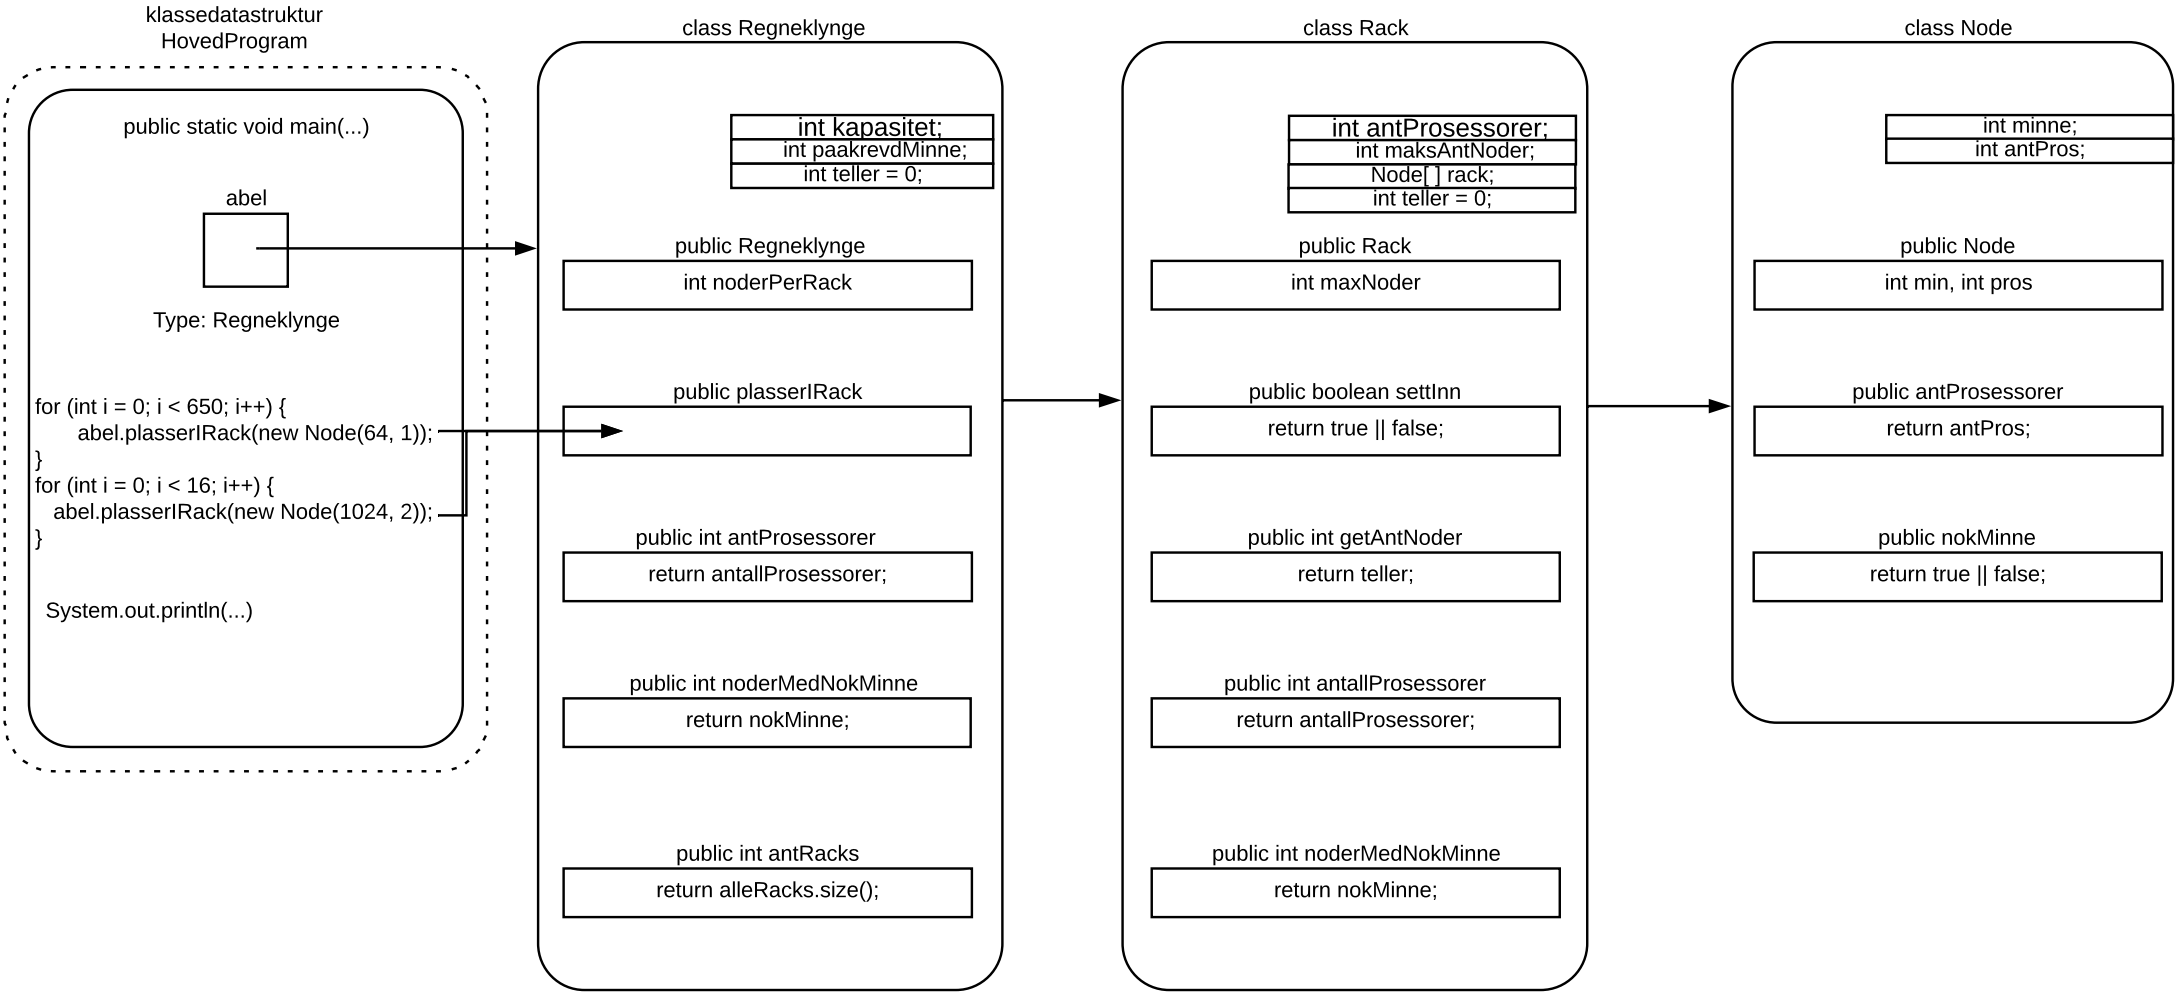 klassedatastruktur
HovedProgram
public static void main(...)
abel
Type: Regneklynge
for (int i = 0; i < 650; i++) {
abel.plasserIRack(new Node(64, 1));
}
for (int i = 0; i < 16; i++) {
abel.plasserIRack(new Node(1024, 2));
}
System.out.println(...)
class Regneklynge
int kapasitet;
int paakrevdMinne;
int teller = 0;
public Regneklynge
int noderPerRack
public plasserIRack
public int antProsessorer
return antallProsessorer;
public int noderMedNokMinne
return nokMinne;
public int antRacks
return alleRacks.size();
class Rack
int antProsessorer;
int maksAntNoder;
Node[ ] rack;
int teller = 0;
public Rack
int maxNoder
public boolean settInn
return true || false;
public int getAntNoder
return teller;
public int antallProsessorer
return antallProsessorer;
public int noderMedNokMinne
return nokMinne;
class Node
int minne;
int antPros;
public Node
int min, int pros
public antProsessorer
return antPros;
public nokMinne
return true || false;